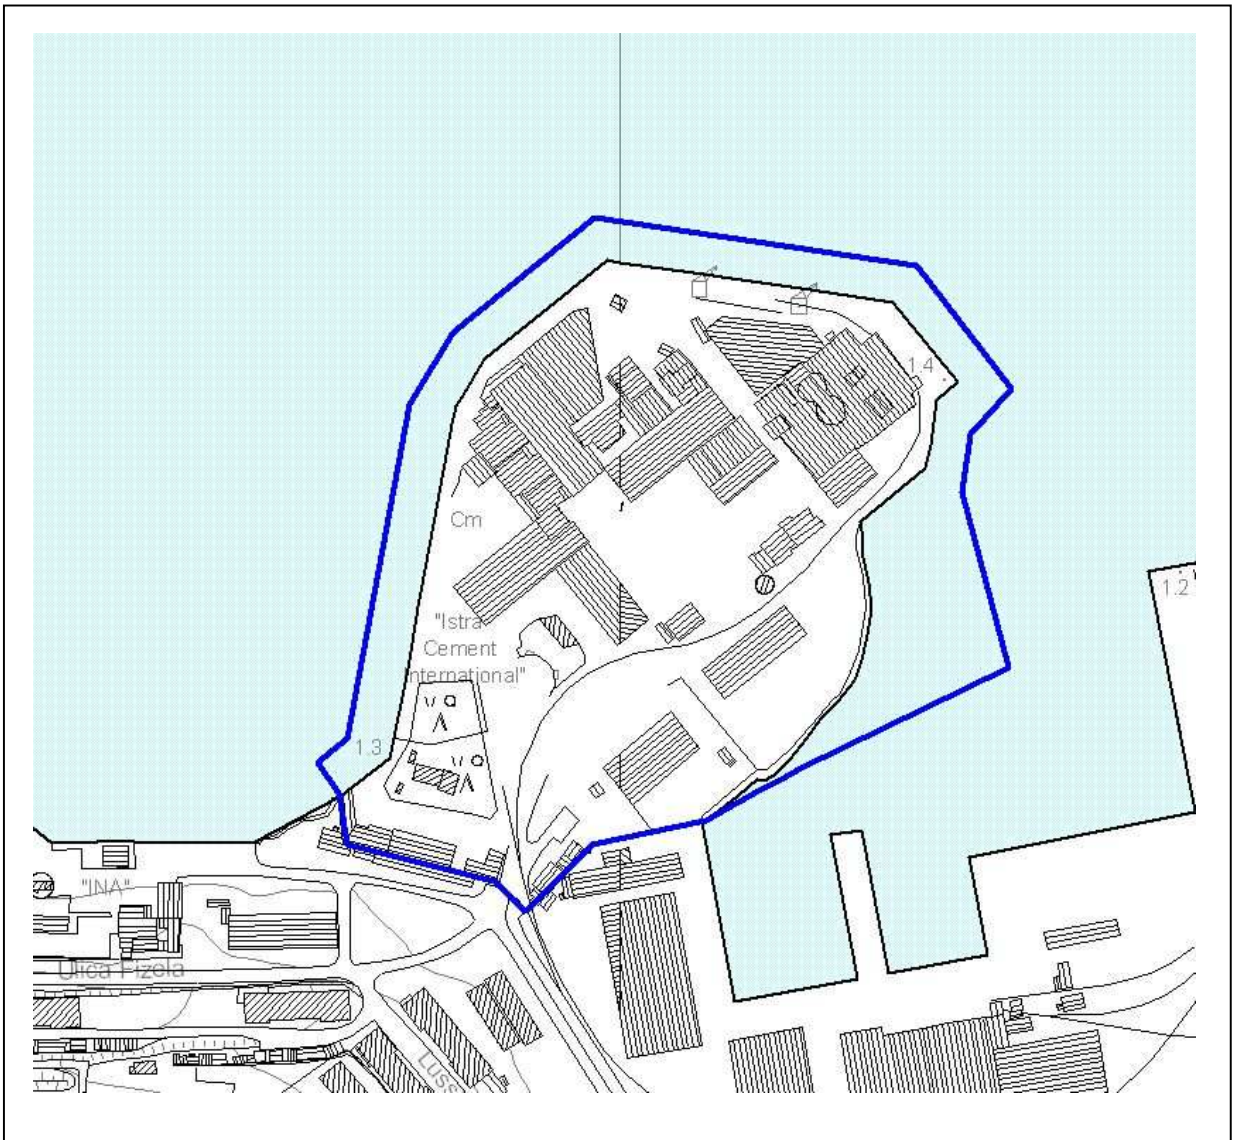 1.4
Cm
1.2
"Istra
Cement
International"
1.3
"INA"
Ulica Fizela